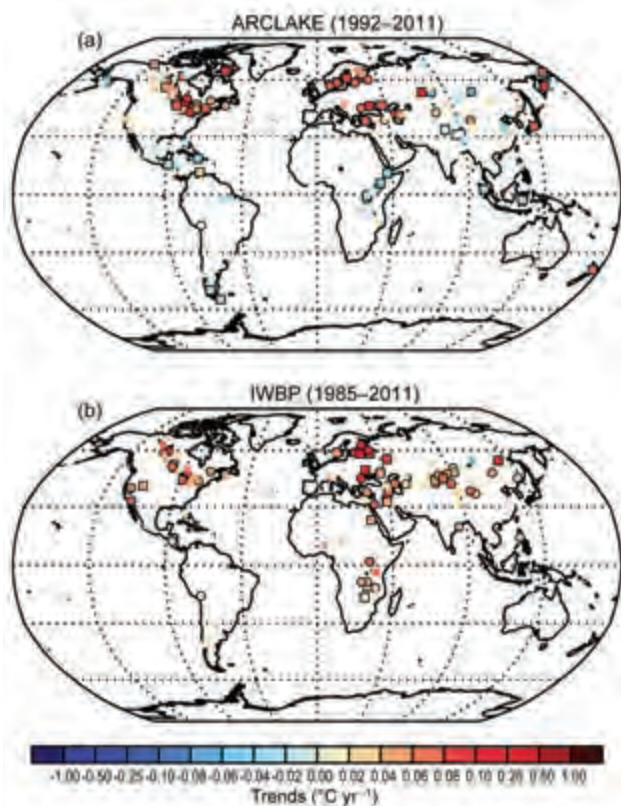 ARCLAKE (1992–2011)
(a)
IWBP (1985–2011)
(b)
-1.00 -0.50 -0.25 -0.10 -0.08 -0.06 -0.04 -0.02 0.00 0.02 0.04 0.06 0.08 0.10 0.50 1.00
Trends (°C yr⁻¹)